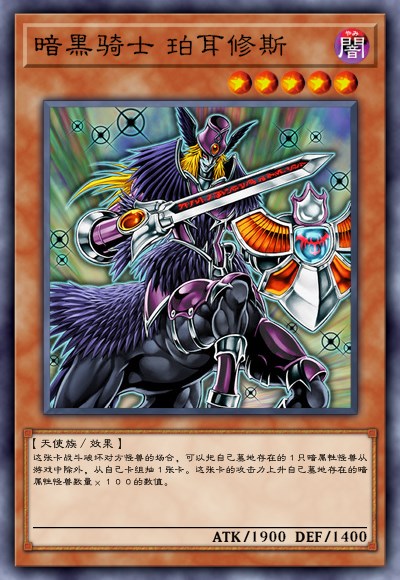 暗黑骑士 珀耳修斯
闇
やみ
【天使族／效果】
这张卡战斗破坏对方怪兽的场合，可以把自己墓地存在的１只暗属性怪兽从
游戏中除外，从自己卡组抽１张卡。这张卡的攻击力上升自己墓地存在的暗
属性怪兽数量×１００的数值。
ATK/1900 DEF/1400